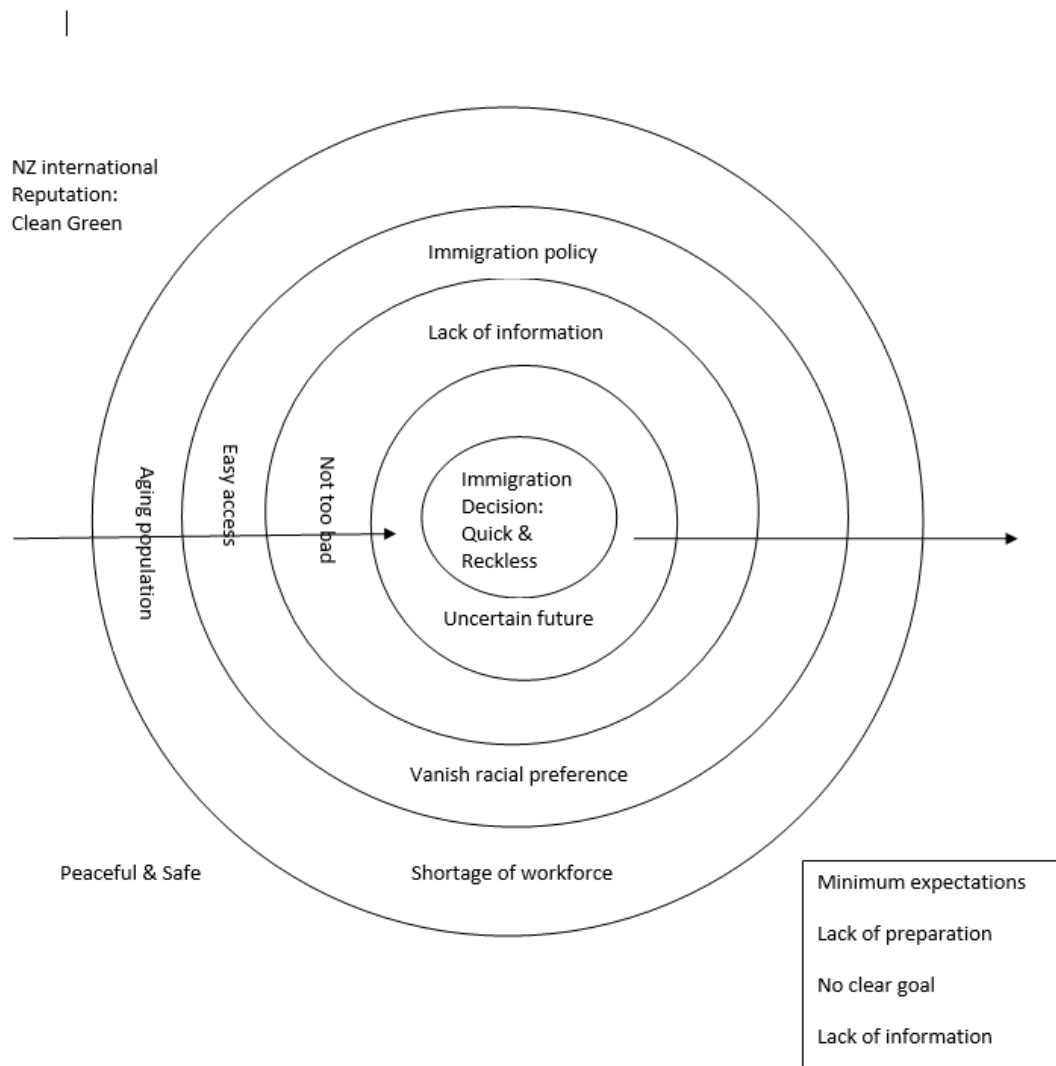 NZ international
Reputation:
Clean Green
Immigration policy
Lack of information
Aging population
Easy access
Not too bad
Immigration
Decision:
Quick &
Reckless
Uncertain future
Vanish racial preference
Peaceful & Safe
Shortage of workforce
Minimum expectations
Lack of preparation
No clear goal
Lack of information